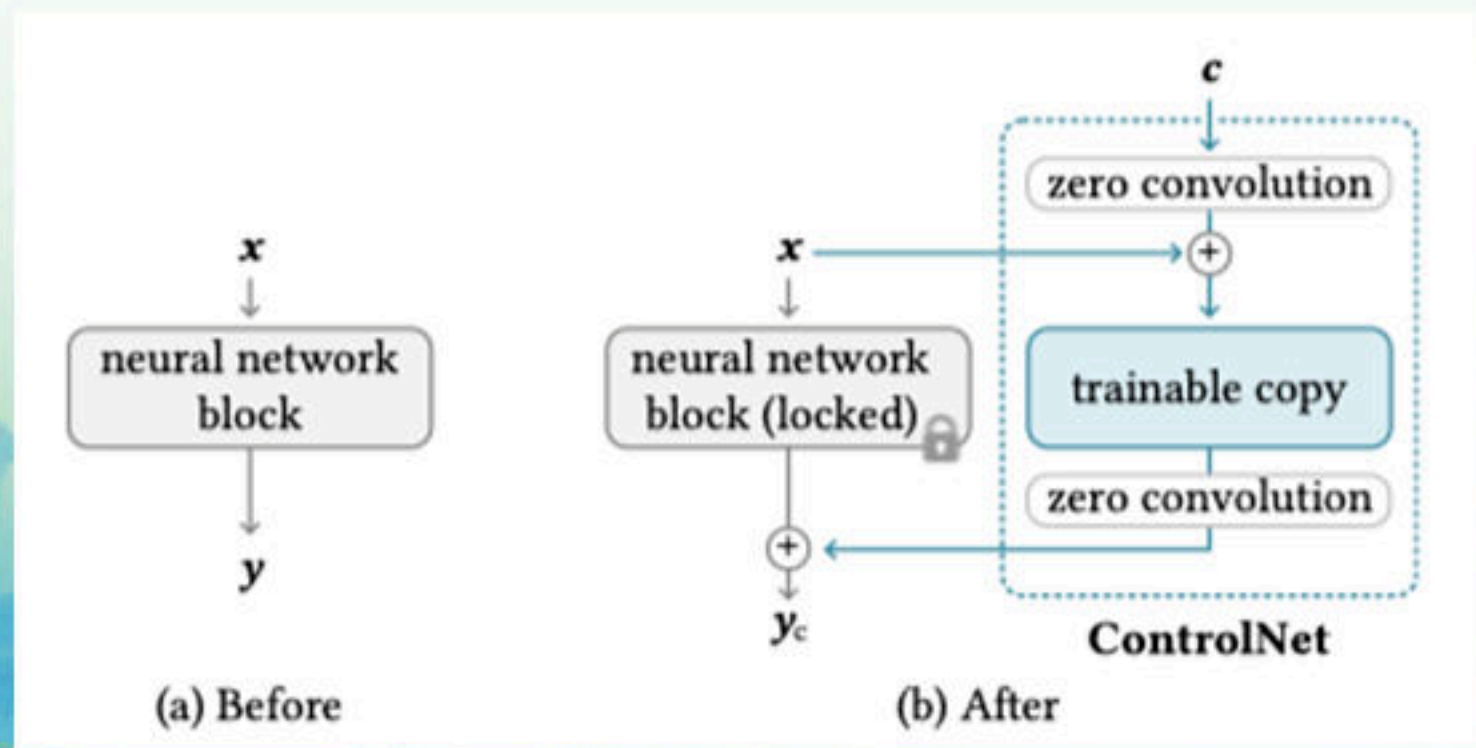 x
neural network
block
y
(a) Before
x
neural network
block (locked)
+
yc
c
zero convolution
+
trainable copy
zero convolution
ControlNet
(b) After